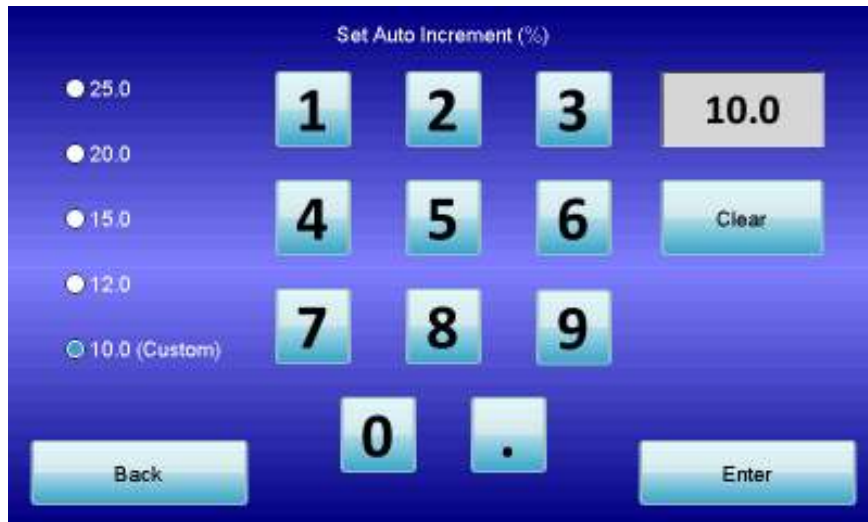 Set Auto Increment (%)
25.0
20.0
15.0
12.0
10.0 (Custom)
1 2 3
4 5 6
7 8 9
0 .
10.0
Clear
Back
Enter